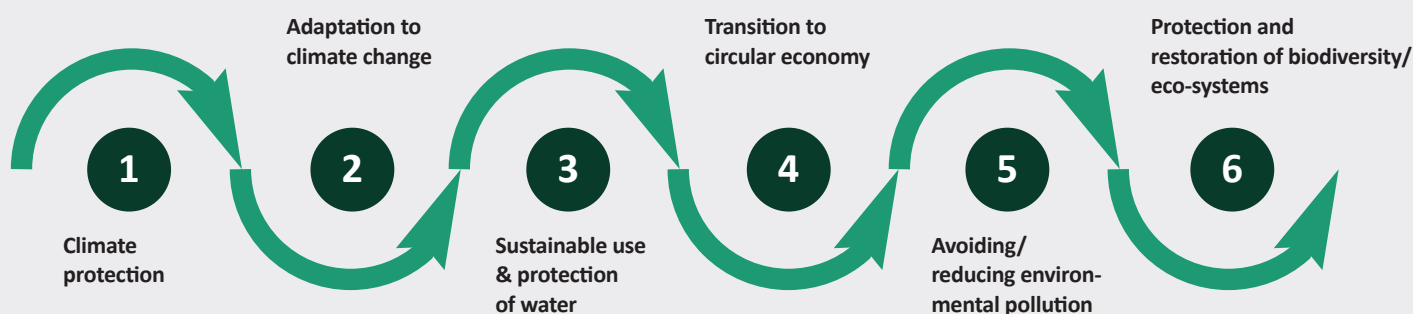 1
Climate
protection
Adaptation to
climate change
2
3
Sustainable use
& protection
of water
Transition to
circular economy
4
5
Avoiding/
reducing environ-
mental pollution
Protection and
restoration of biodiversity/
eco-systems
6